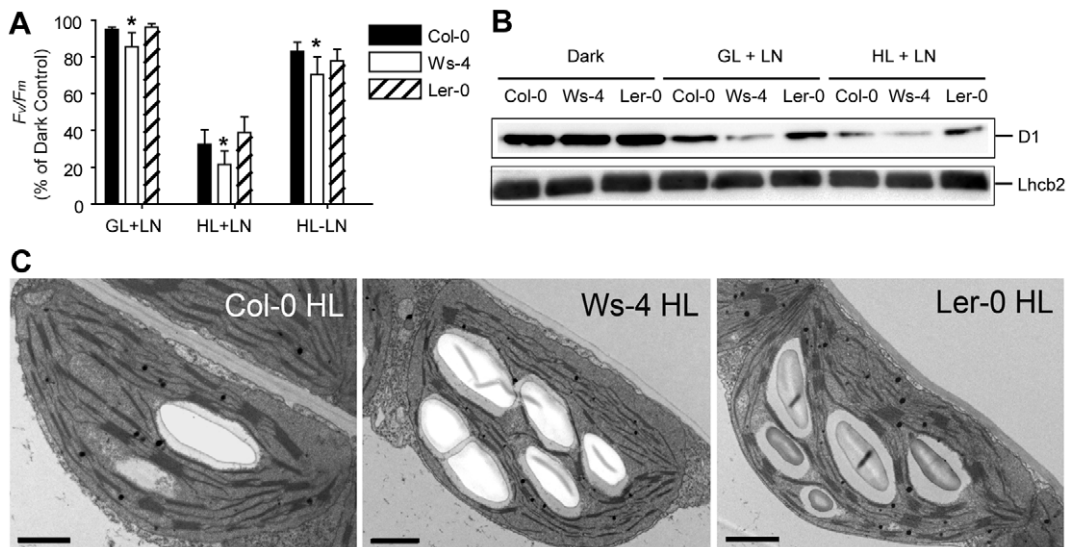 A
100
80
60
40
20
0
Fv/Fm
(% of Dark Control)
*
*
*
GL+LN
HL+LN
HL-LN
Col-0
Ws-4
Ler-0
B
Dark
GL + LN
HL + LN
Col-0 Ws-4 Ler-0 Col-0 Ws-4 Ler-0 Col-0 Ws-4 Ler-0
D1
Lhcb2
C
Col-0 HL
Ws-4 HL
Ler-0 HL